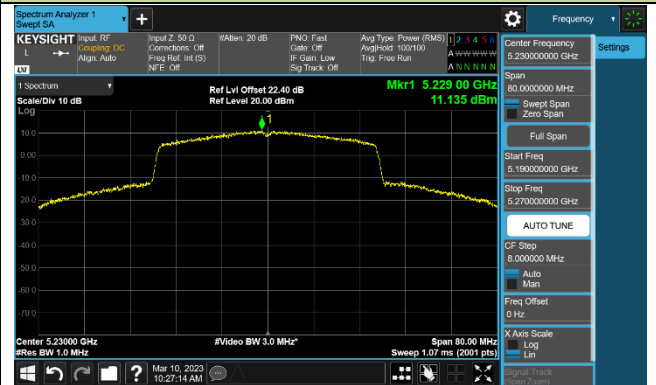 Spectrum Analyzer 1
Swept SA
Frequency
KEYSIGHT
L
Input: RF
Coupling: DC
Align: Auto
Input Z: 50 Ω
Corrections: Off
Freq Ref: Int (S)
NFE: Off
#Atten: 20 dB
PNO: Fast
Gate: Off
IF Gain: Low
Sig Track: Off
Avg Type: Power (RMS)
Avg|Hold: 100/100
Trig: Free Run
1 2 3 4 5 6
A W W W W W
A N N N N N
1 Spectrum
Scale/Div 10 dB
Log
Ref Lvl Offset 22.40 dB
Ref Level 20.00 dBm
Mkr1 5.229 00 GHz
11.135 dBm
1
10.0
0.00
-10.0
-20.0
-30.0
-40.0
-50.0
-60.0
-70.0
Center 5.23000 GHz
#Res BW 1.0 MHz
#Video BW 3.0 MHz*
Span 80.00 MHz
Sweep 1.07 ms (2001 pts)
Mar 10, 2023
10:27:14 AM
Center Frequency
5.230000000 GHz
Settings
Span
80.0000000 MHz
Swept Span
Zero Span
Full Span
Start Freq
5.190000000 GHz
Stop Freq
5.270000000 GHz
AUTO TUNE
CF Step
8.000000 MHz
Auto
Man
Freq Offset
0 Hz
X Axis Scale
Log
Lin
Signal Track
(Span Zoom)